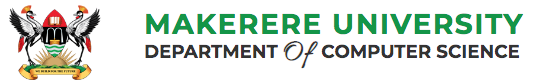 MAKERERE UNIVERSITY
DEPARTMENT Of COMPUTER SCIENCE